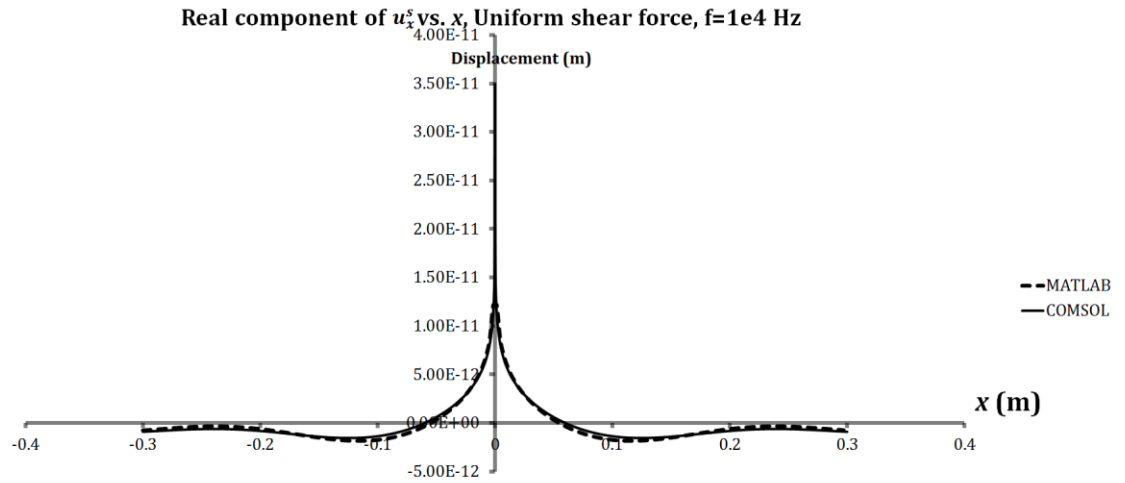 Real component of u_x^s vs. x, Uniform shear force, f=1e4 Hz
4.00E-11
Displacement (m)
3.50E-11
3.00E-11
2.50E-11
2.00E-11
1.50E-11
MATLAB
COMSOL
1.00E-11
5.00E-12
x (m)
0.00E+00
-0.4 -0.3 -0.2 -0.1 0 0.1 0.2 0.3 0.4
-5.00E-12